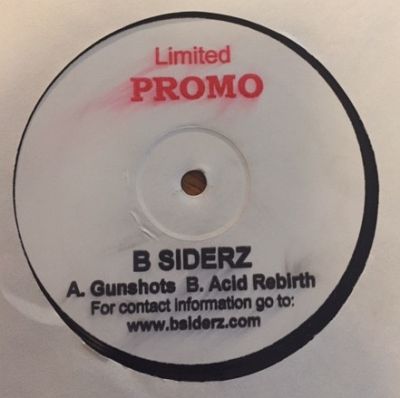 Limited
PROMO
B SIDERZ
A. Gunshots B. Acid Rebirth
For contact information go to:
www.bsiderz.com